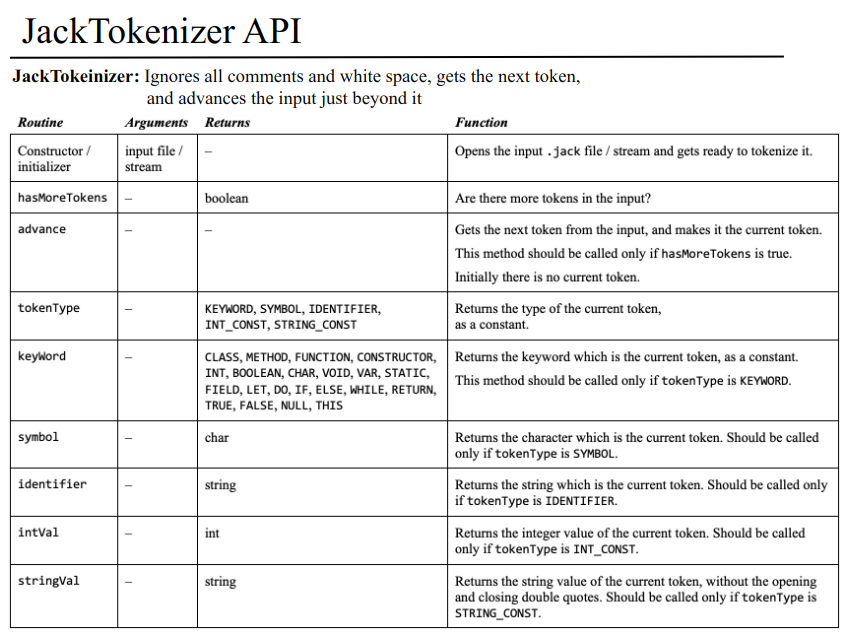 JackTokenizer API
JackTokeinizer: Ignores all comments and white space, gets the next token,
and advances the input just beyond it
Routine Arguments Returns Function
Constructor / initializer input file / stream – Opens the input .jack file / stream and gets ready to tokenize it.
hasMoreTokens – boolean Are there more tokens in the input?
advance – – Gets the next token from the input, and makes it the current token.
This method should be called only if hasMoreTokens is true.
Initially there is no current token.
tokenType – KEYWORD, SYMBOL, IDENTIFIER,
INT_CONST, STRING_CONST
Returns the type of the current token,
as a constant.
keyWord – CLASS, METHOD, FUNCTION, CONSTRUCTOR,
INT, BOOLEAN, CHAR, VOID, VAR, STATIC,
FIELD, LET, DO, IF, ELSE, WHILE, RETURN,
TRUE, FALSE, NULL, THIS
Returns the keyword which is the current token, as a constant.
This method should be called only if tokenType is KEYWORD.
symbol – char Returns the character which is the current token. Should be called
only if tokenType is SYMBOL.
identifier – string Returns the string which is the current token. Should be called only
if tokenType is IDENTIFIER.
intVal – int Returns the integer value of the current token. Should be called
only if tokenType is INT_CONST.
stringVal – string Returns the string value of the current token, without the opening
and closing double quotes. Should be called only if tokenType is
STRING_CONST.